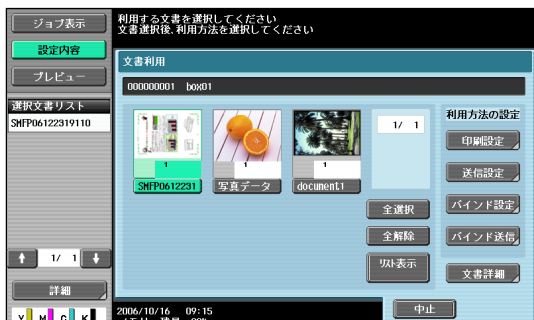 ジョブ表示
設定内容
プレビュー
選択文書リスト
SMFP06122319110
1/ 1
詳細
Y M C K
利用する文書を選択してください
文書選択後、利用方法を選択してください
文書利用
000000001 box01
1
SMFP0612231
1
写真データ
1
document1
1/ 1
全選択
全解除
リスト表示
利用方法の設定
印刷設定
送信設定
バインド設定
バインド送信
文書詳細
2006/10/16 09:15
中止